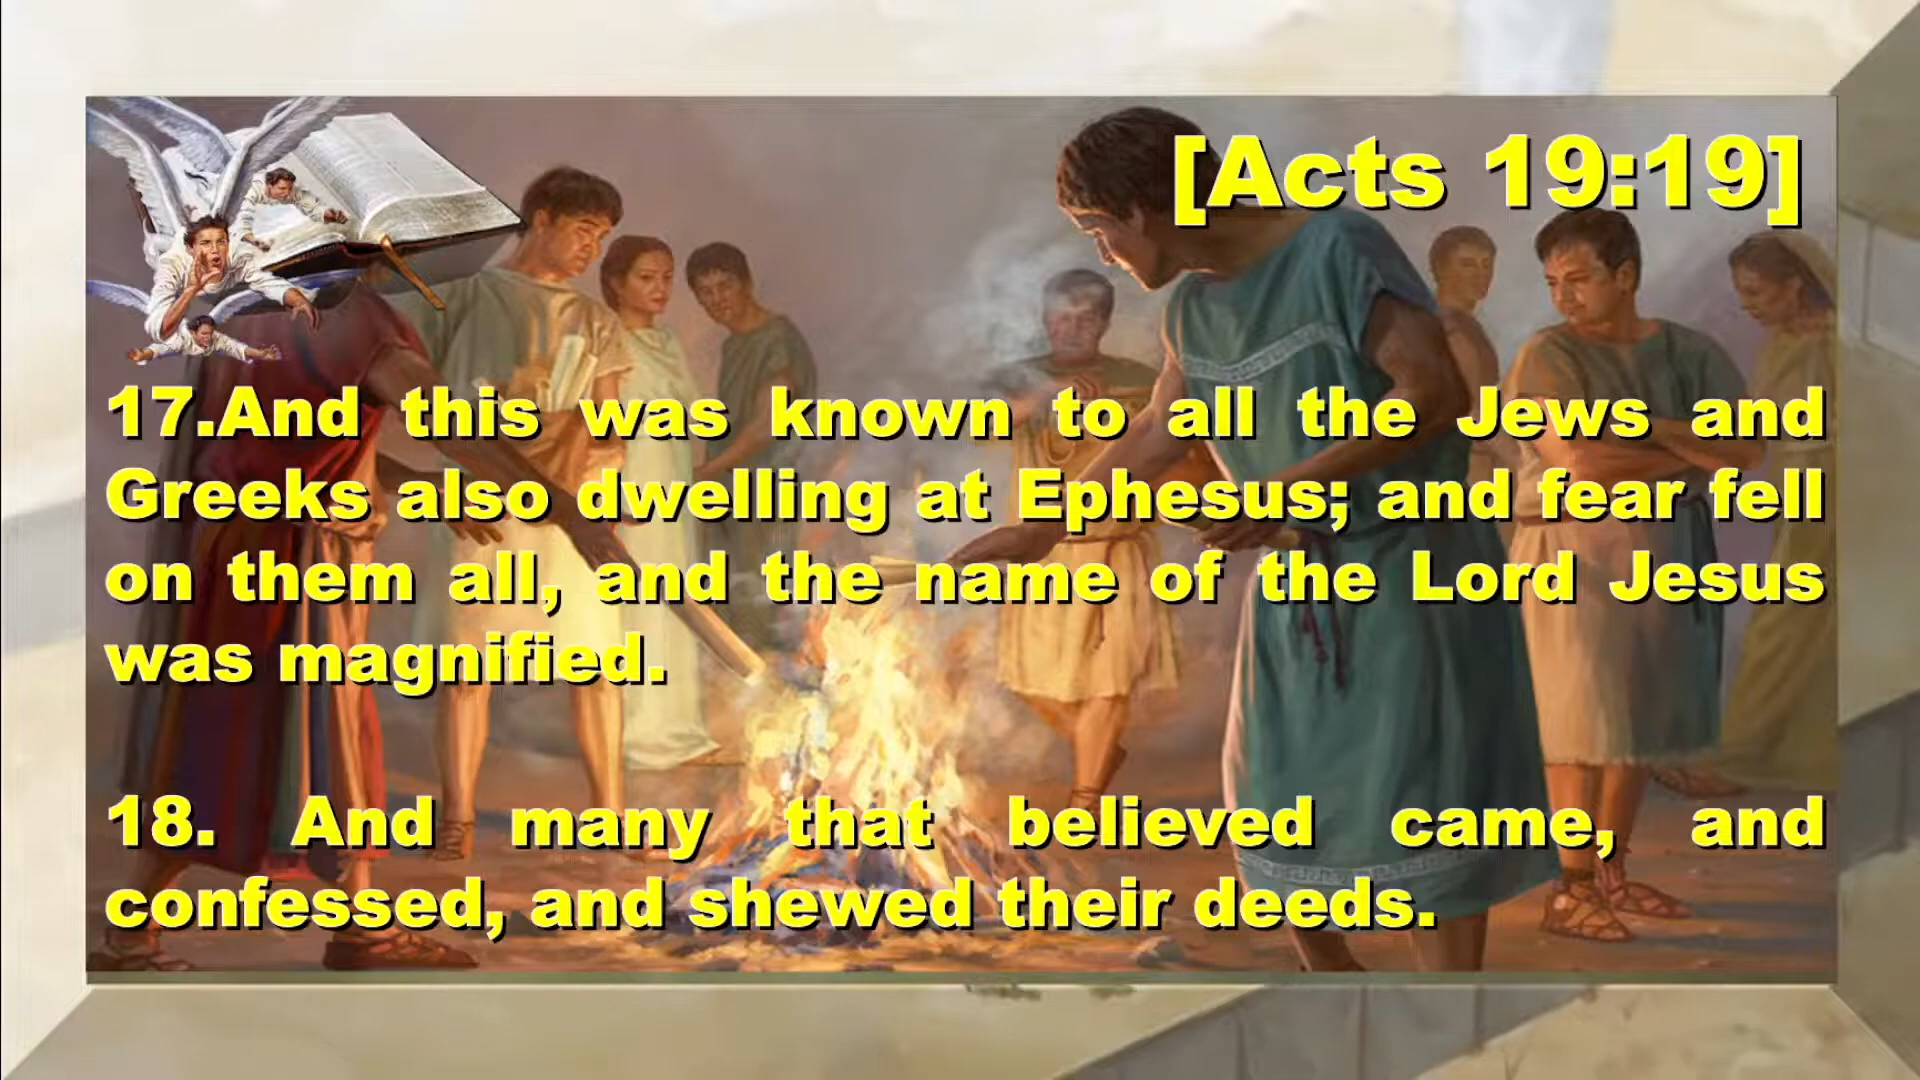 [Acts 19:19]
17.And this was known to all the Jews and
Greeks also dwelling at Ephesus; and fear fell
on them all, and the name of the Lord Jesus
was magnified.
18. And many that believed came, and
confessed, and shewed their deeds.